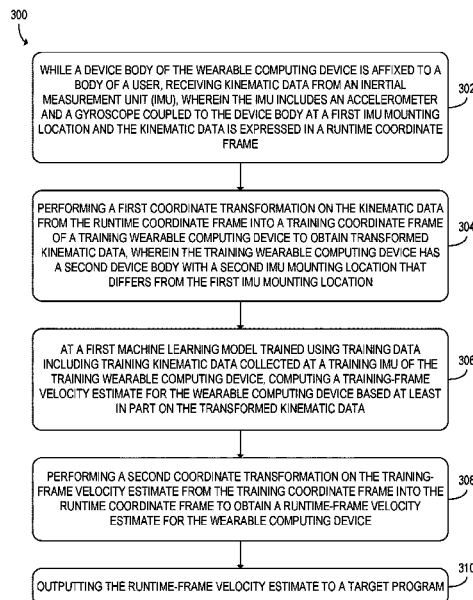 300
WHILE A DEVICE BODY OF THE WEARABLE COMPUTING DEVICE IS AFFIXED TO A
BODY OF A USER, RECEIVING KINEMATIC DATA FROM AN INERTIAL
MEASUREMENT UNIT (IMU), WHEREIN THE IMU INCLUDES AN ACCELEROMETER
AND A GYROSCOPE COUPLED TO THE DEVICE BODY AT A FIRST IMU MOUNTING
LOCATION AND THE KINEMATIC DATA IS EXPRESSED IN A RUNTIME COORDINATE
FRAME
302
PERFORMING A FIRST COORDINATE TRANSFORMATION ON THE KINEMATIC DATA
FROM THE RUNTIME COORDINATE FRAME INTO A TRAINING COORDINATE FRAME
OF A TRAINING WEARABLE COMPUTING DEVICE TO OBTAIN TRANSFORMED
KINEMATIC DATA, WHEREIN THE TRAINING WEARABLE COMPUTING DEVICE HAS
A SECOND DEVICE BODY WITH A SECOND IMU MOUNTING LOCATION THAT
DIFFERS FROM THE FIRST IMU MOUNTING LOCATION
304
AT A FIRST MACHINE LEARNING MODEL TRAINED USING TRAINING DATA
INCLUDING TRAINING KINEMATIC DATA COLLECTED AT A TRAINING IMU OF THE
TRAINING WEARABLE COMPUTING DEVICE, COMPUTING A TRAINING-FRAME
VELOCITY ESTIMATE FOR THE WEARABLE COMPUTING DEVICE BASED AT LEAST
IN PART ON THE TRANSFORMED KINEMATIC DATA
306
PERFORMING A SECOND COORDINATE TRANSFORMATION ON THE TRAINING-
FRAME VELOCITY ESTIMATE FROM THE TRAINING COORDINATE FRAME INTO THE
RUNTIME COORDINATE FRAME TO OBTAIN A RUNTIME-FRAME VELOCITY
ESTIMATE FOR THE WEARABLE COMPUTING DEVICE
308
OUTPUTTING THE RUNTIME-FRAME VELOCITY ESTIMATE TO A TARGET PROGRAM
310